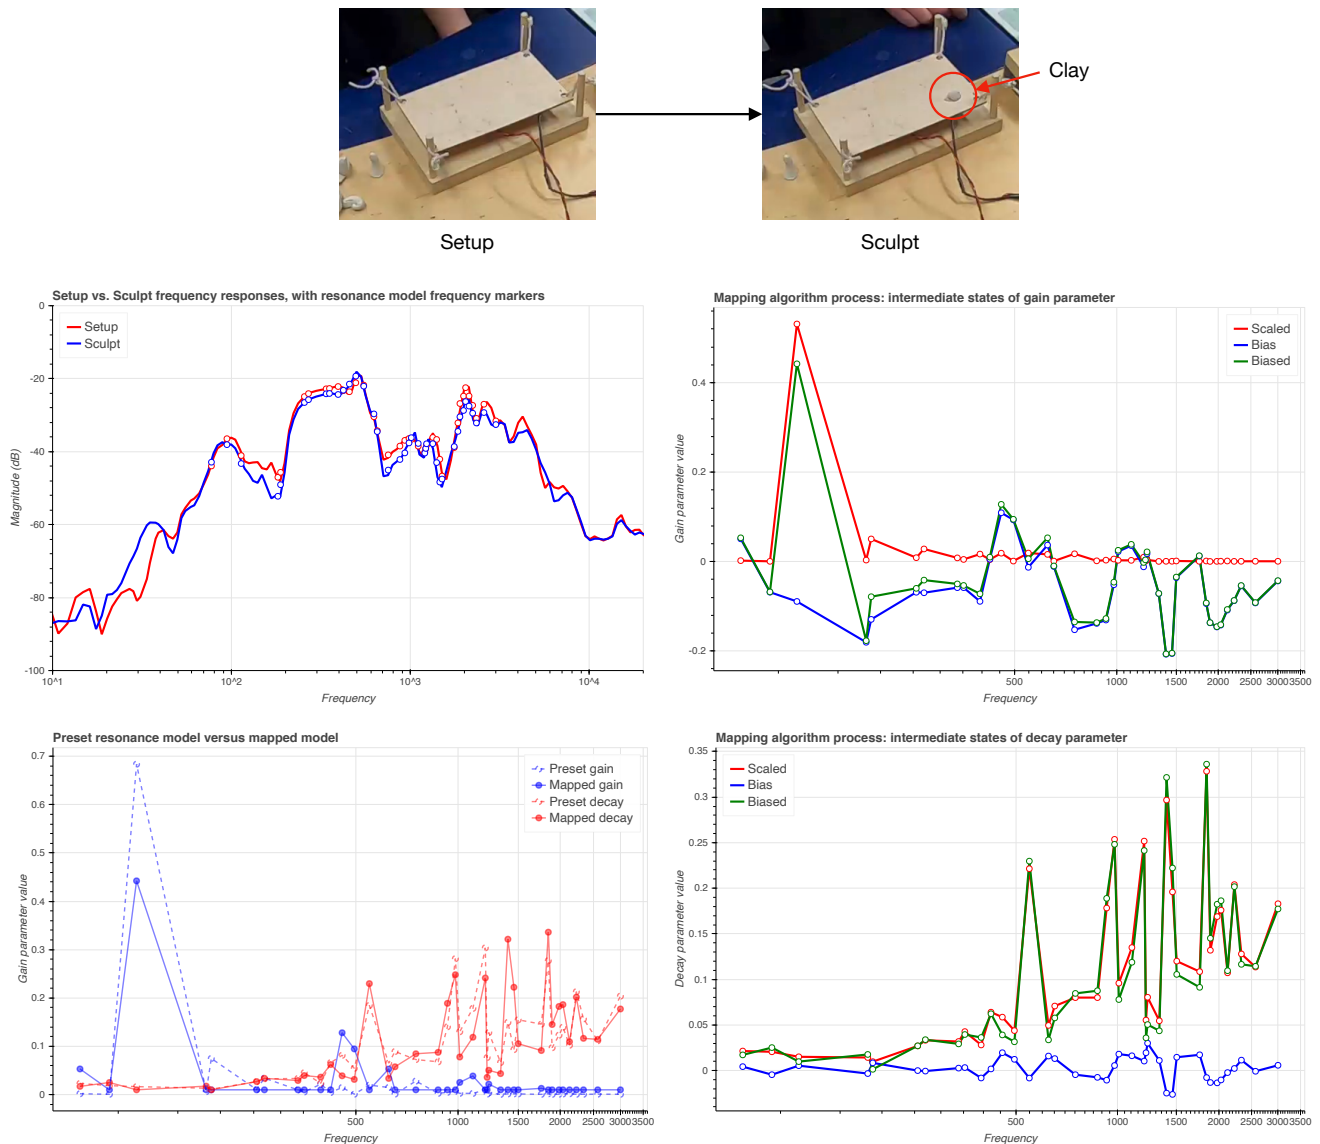 Clay
Setup
Sculpt
Setup vs. Sculpt frequency responses, with resonance model frequency markers
Setup
Sculpt
Magnitude (dB)
0
-20
-40
-60
-80
-100
10^1
10^2
10^3
10^4
Frequency
Mapping algorithm process: intermediate states of gain parameter
Scaled
Bias
Biased
Gain parameter value
0.4
0.2
0
-0.2
500
1000
1500
2000
2500
3000
3500
Frequency
Preset resonance model versus mapped model
Preset gain
Mapped gain
Preset decay
Mapped decay
Gain parameter value
0.7
0.6
0.5
0.4
0.3
0.2
0.1
0
500
1000
1500
2000
2500
3000
3500
Frequency
Mapping algorithm process: intermediate states of decay parameter
Scaled
Bias
Biased
Decay parameter value
0.35
0.3
0.25
0.2
0.15
0.1
0.05
0
500
1000
1500
2000
2500
3000
3500
Frequency